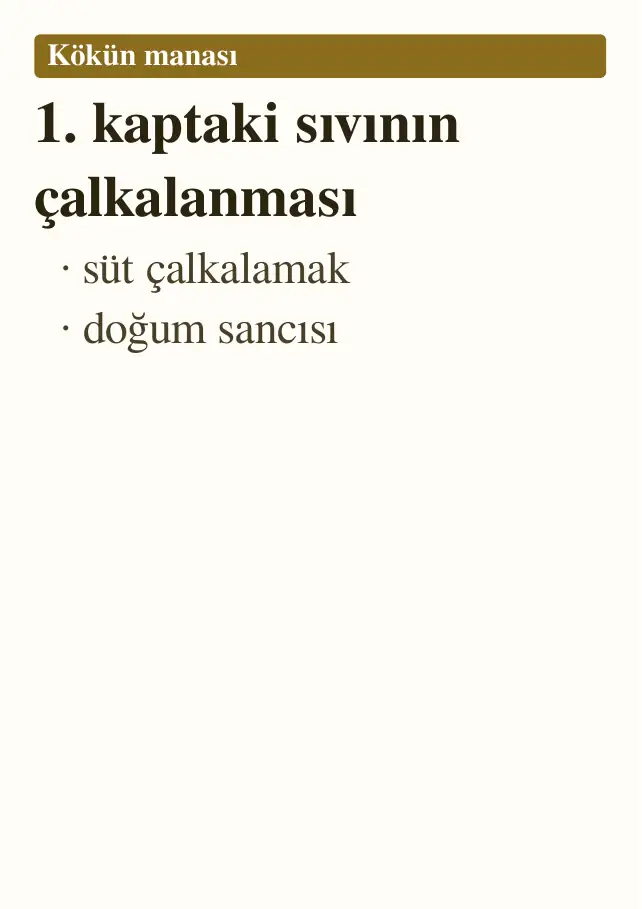 Kökün manası
1. kaptaki sıvının
çalkalanması
· süt çalkalamak
· doğum sancısı